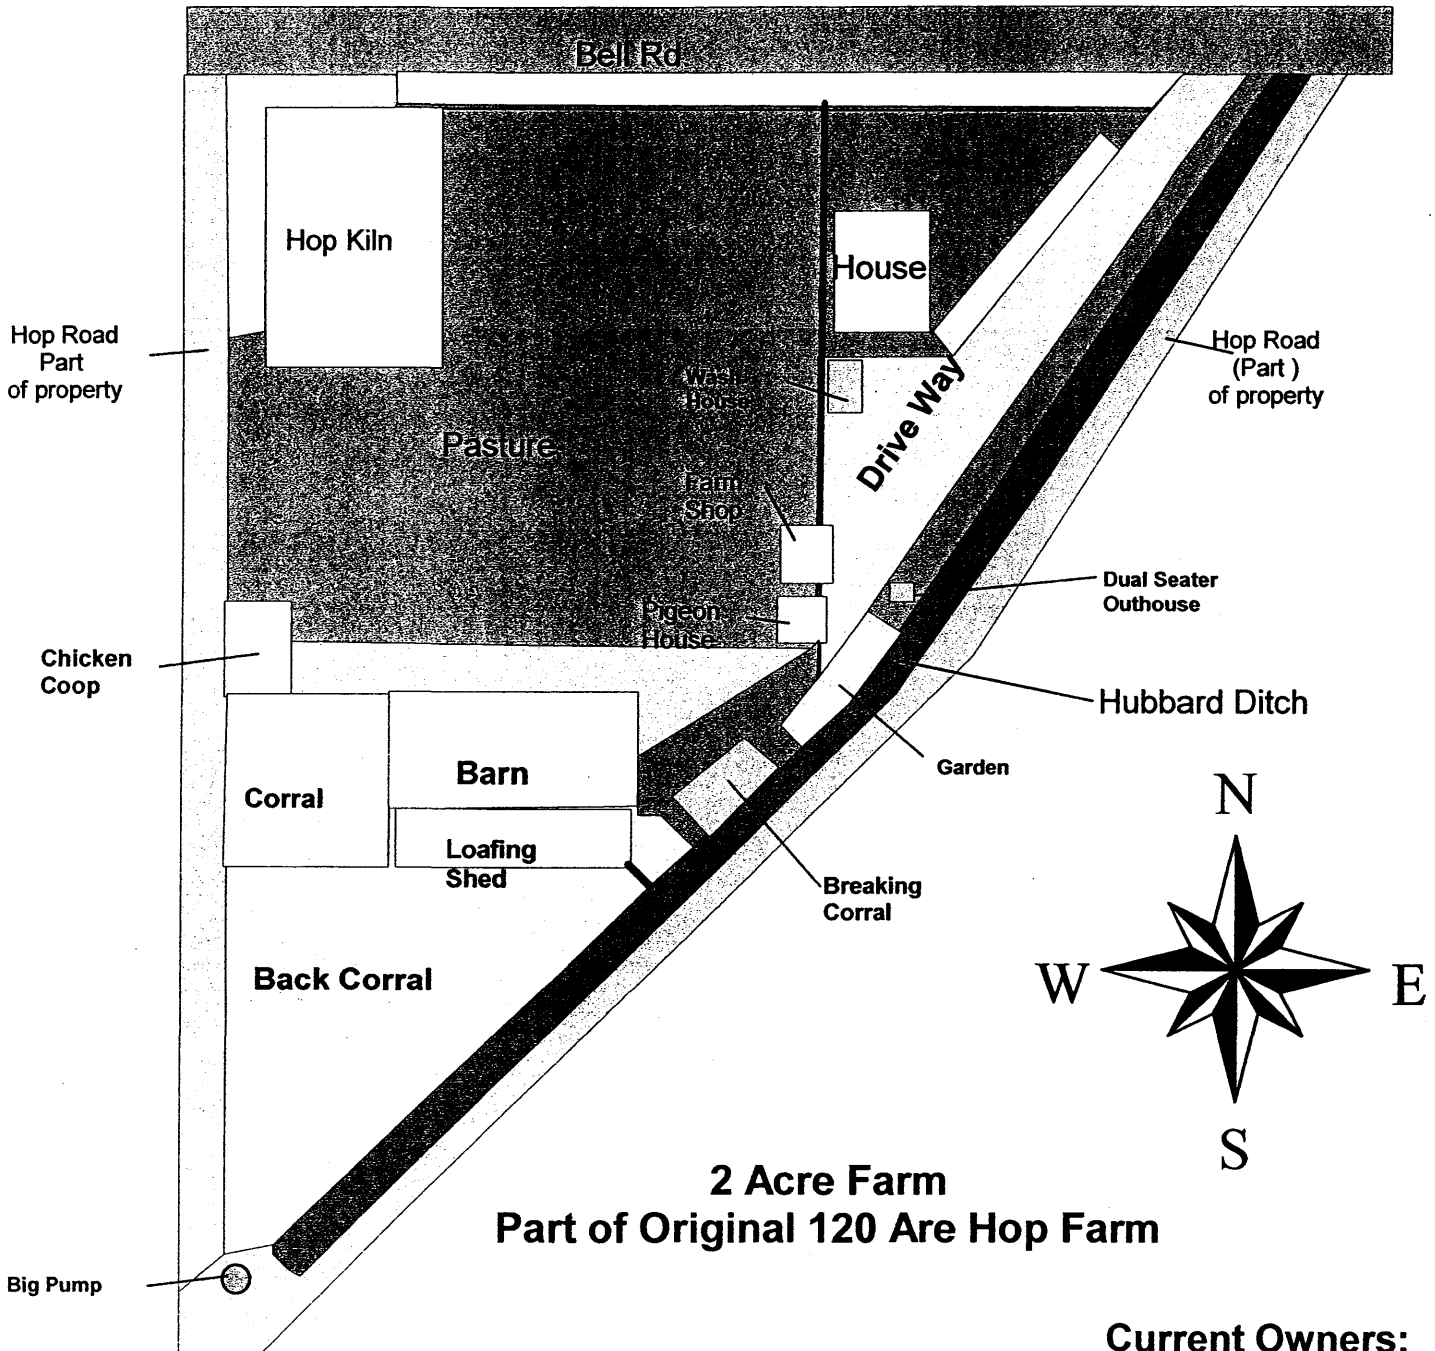 Bell Rd
Hop Kiln
House
Hop Road
Part
of property
Hop Road
(Part )
of property
Wash
House
Drive Way
Pasture
Farm
Shop
Dual Seater
Outhouse
Pigeon
House
Chicken
Coop
Hubbard Ditch
Garden
Barn
Corral
Loafing
Shed
Breaking
Corral
Back Corral
N
W
E
S
2 Acre Farm
Part of Original 120 Are Hop Farm
Big Pump
Current Owners: